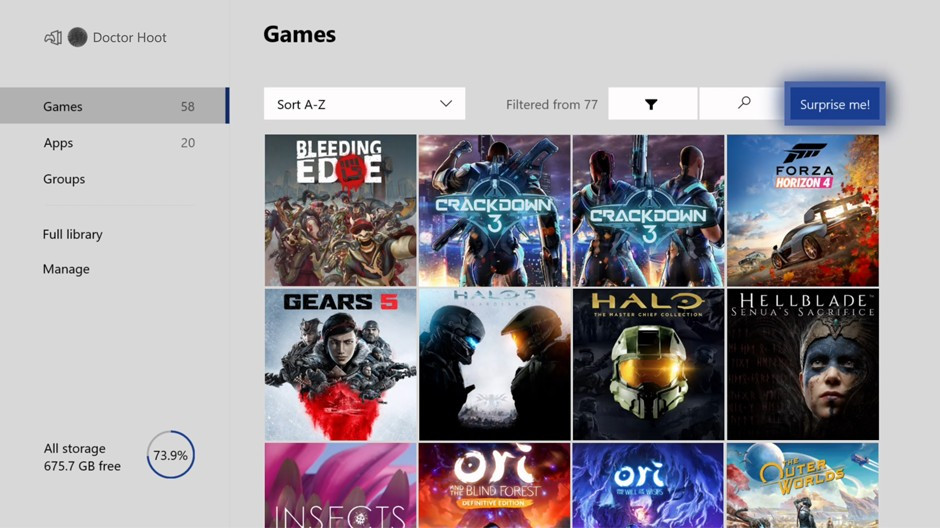 Doctor Hoot
Games
Games 58
Apps 20
Groups
Full library
Manage
All storage
675.7 GB free
73.9%
Sort A-Z
Filtered from 77
Surprise me!
BLEEDING
EDGE
CRACKDOWN
3
CRACKDOWN
3
FORZA
HORIZON 4
GEARS 5
HALO 5
GUARDIANS
HALO
THE MASTER CHIEF COLLECTION
HELLBLADE™
SENUA'S SACRIFICE
INSECTS
ori
AND THE BLIND FOREST
DEFINITIVE EDITION
ori
AND THE WILL OF THE WISPS
THE
OUTER
WORLDS